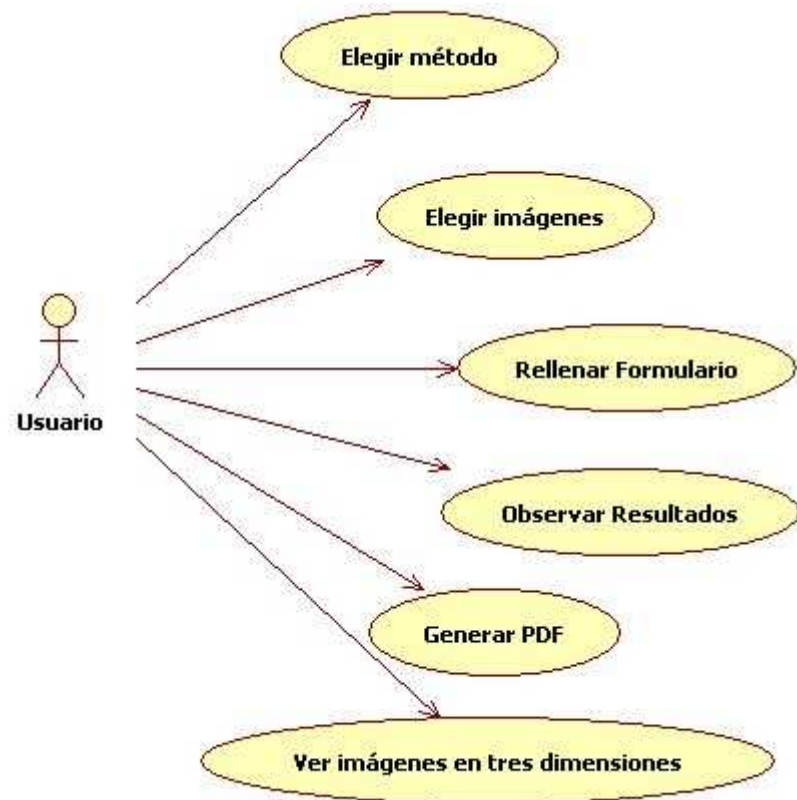 Elegir método
Elegir imágenes
Rellenar Formulario
Usuario
Observar Resultados
Generar PDF
Ver imágenes en tres dimensiones